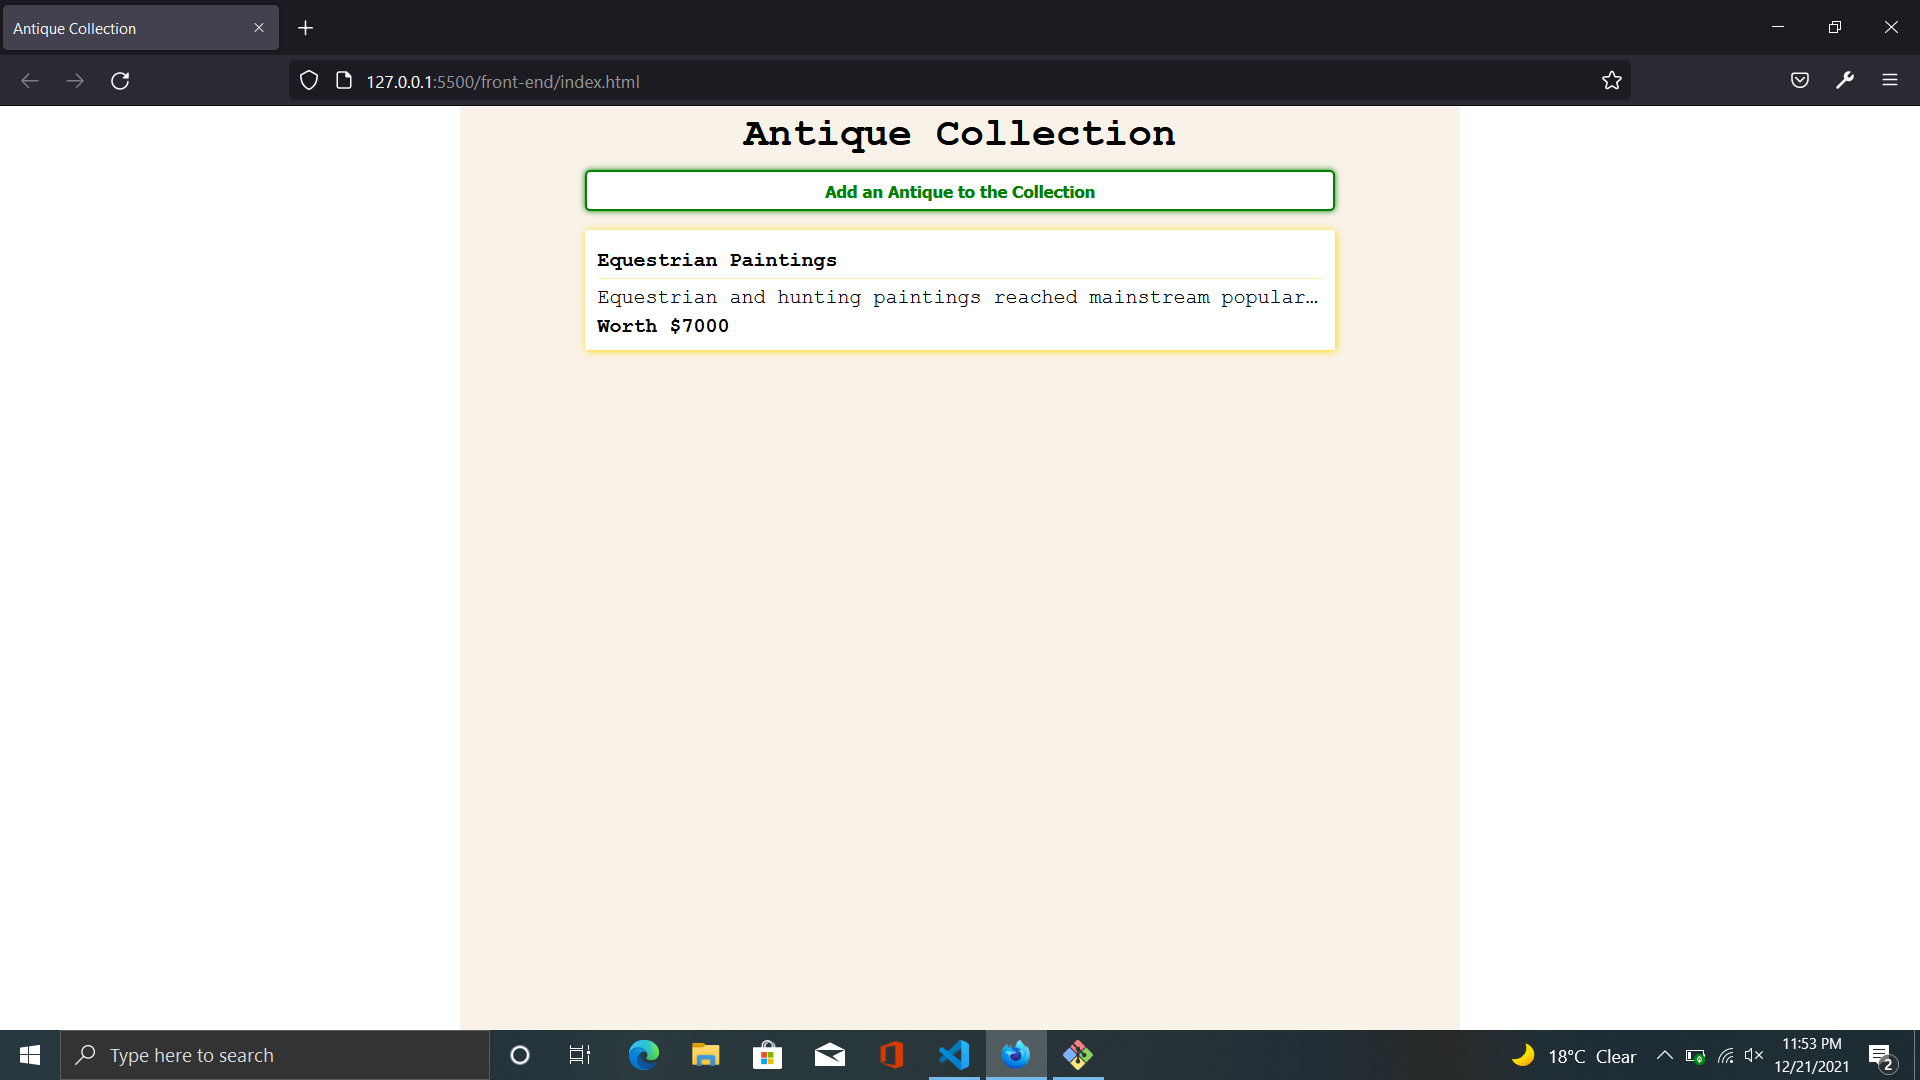 Antique Collection
127.0.0.1:5500/front-end/index.html
Antique Collection
Add an Antique to the Collection
Equestrian Paintings
Equestrian and hunting paintings reached mainstream popular…
Worth $7000
Type here to search
18°C Clear
11:53 PM
12/21/2021
2